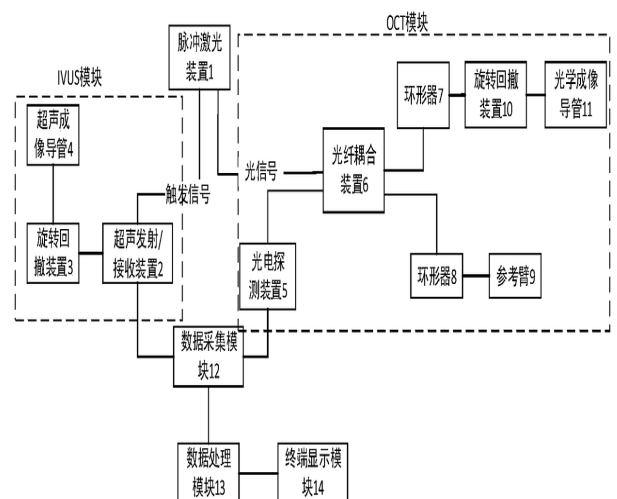 OCT模块
脉冲激光
装置1
IVUS模块
超声成
像导管4
环形器7
旋转回撤
装置10
光学成像
导管11
光纤耦合
装置6
光信号
触发信号
旋转回
撤装置3
超声发射/
接收装置2
光电探
测装置5
环形器8
参考臂9
数据采集模
块12
数据处理
模块13
终端显示模
块14